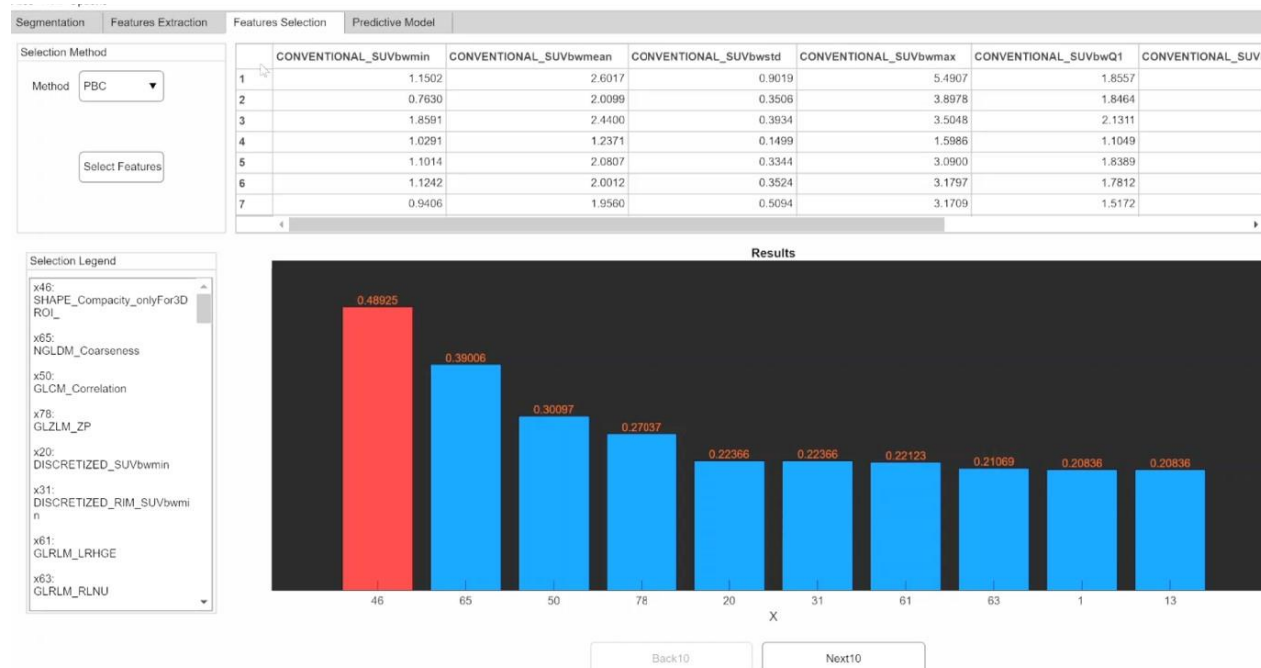 Segmentation Features Extraction Features Selection Predictive Model
Selection Method
Method PBC
Select Features
CONVENTIONAL_SUVbwmin CONVENTIONAL_SUVbwmean CONVENTIONAL_SUVbwstd CONVENTIONAL_SUVbwmax CONVENTIONAL_SUVbwQ1 CONVENTIONAL_SUV
1 1.1502 2.6017 0.9019 5.4907 1.8557
2 0.7630 2.0099 0.3506 3.8978 1.8464
3 1.8591 2.4400 0.3934 3.5048 2.1311
4 1.0291 1.2371 0.1499 1.5986 1.1049
5 1.1014 2.0807 0.3344 3.0900 1.8389
6 1.1242 2.0012 0.3524 3.1797 1.7812
7 0.9406 1.9560 0.5094 3.1709 1.5172
Selection Legend
x46:
SHAPE_Compacity_onlyFor3D
ROI_
x65:
NGLDM_Coarseness
x50:
GLCM_Correlation
x78:
GLZLM_ZP
x20:
DISCRETIZED_SUVbwmin
x31:
DISCRETIZED_RIM_SUVbwmi
n
x61:
GLRLM_LRHGE
x63:
GLRLM_RLNU
Results
0.48925
0.39006
0.30097
0.27037
0.22366 0.22366 0.22123 0.21069 0.20836 0.20836
46 65 50 78 20 31 61 63 1 13
X
Back10 Next10